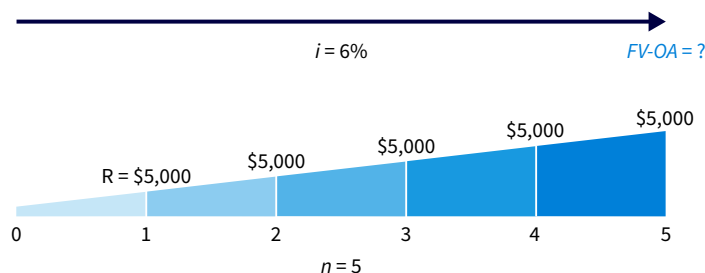 i = 6%
FV-OA = ?
R = $5,000
$5,000
$5,000
$5,000
$5,000
0 1 2 3 4 5
n = 5